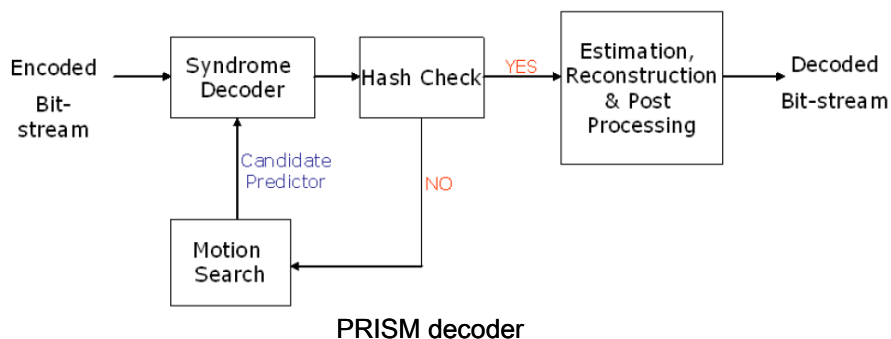 Encoded
Bit-
stream
Syndrome
Decoder
Hash Check
YES
Estimation,
Reconstruction
& Post
Processing
Decoded
Bit-stream
Candidate
Predictor
NO
Motion
Search
PRISM decoder